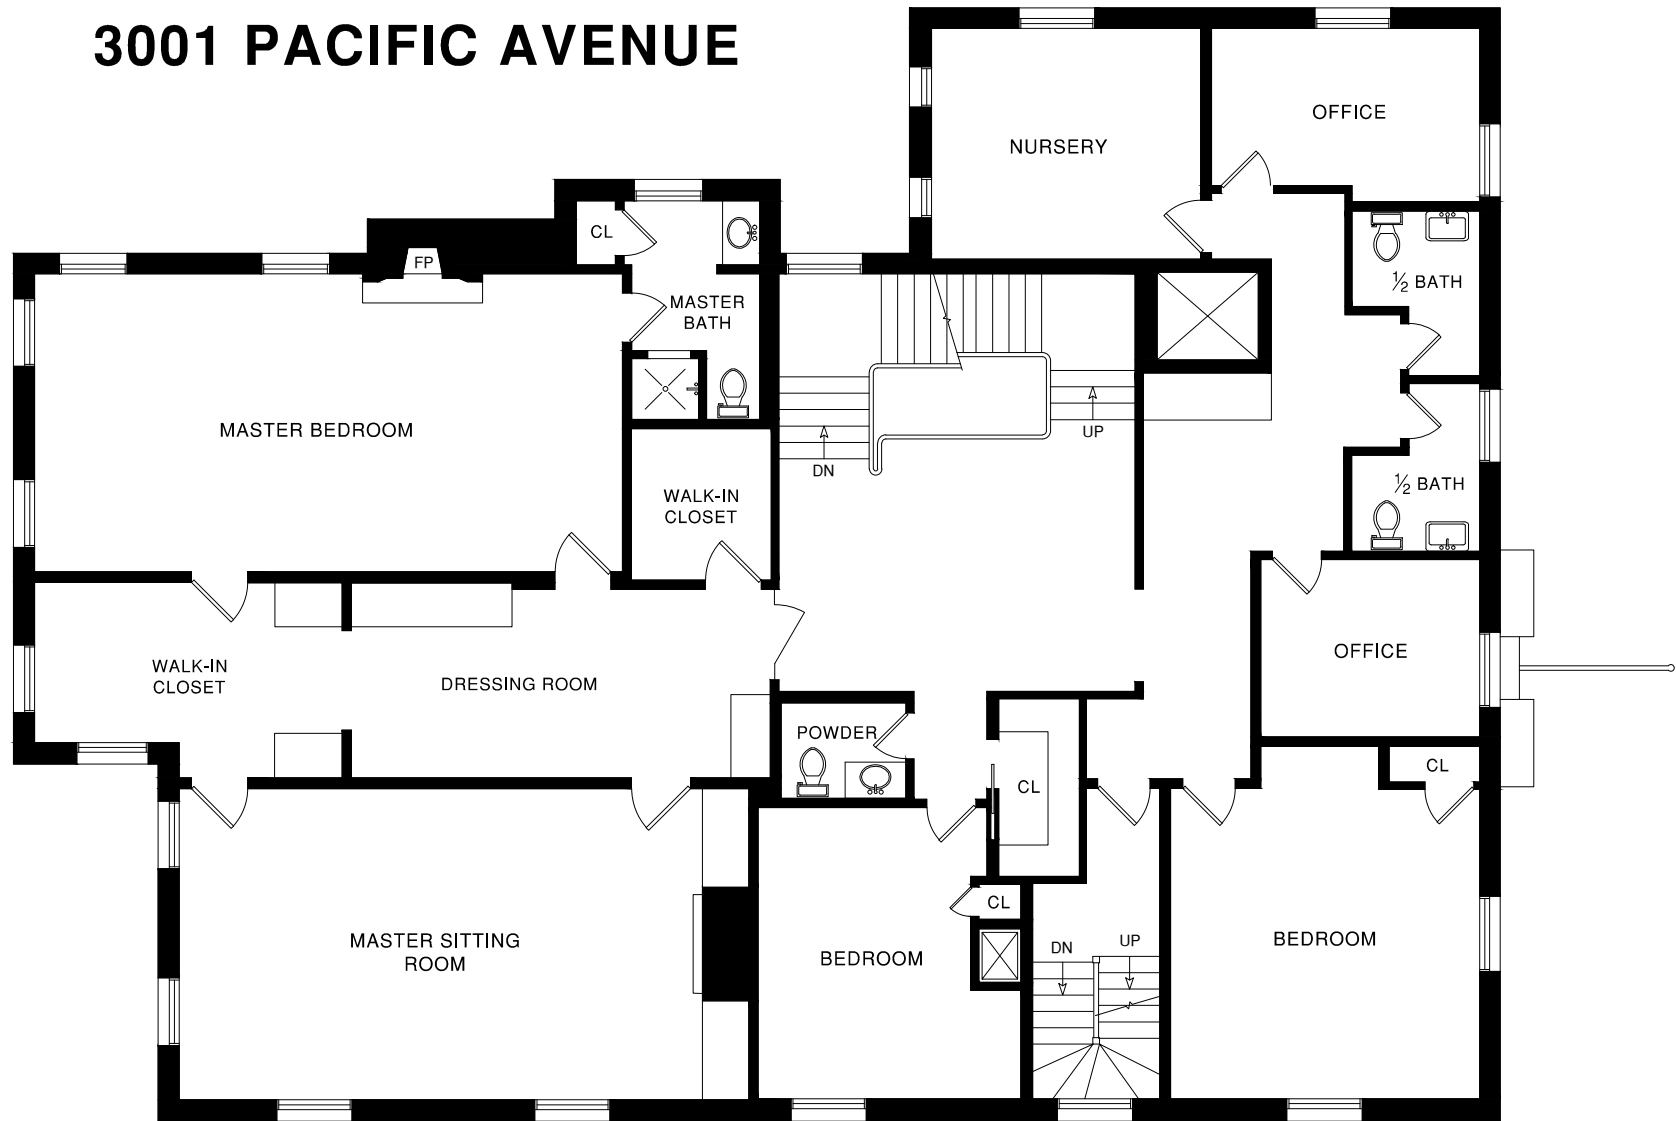 3001 PACIFIC AVENUE
OFFICE
NURSERY
CL
FP
MASTER
BATH
½ BATH
MASTER BEDROOM
UP
DN
WALK-IN
CLOSET
½ BATH
OFFICE
WALK-IN
CLOSET
DRESSING ROOM
POWDER
CL
CL
MASTER SITTING
ROOM
CL
BEDROOM
DN
UP
BEDROOM